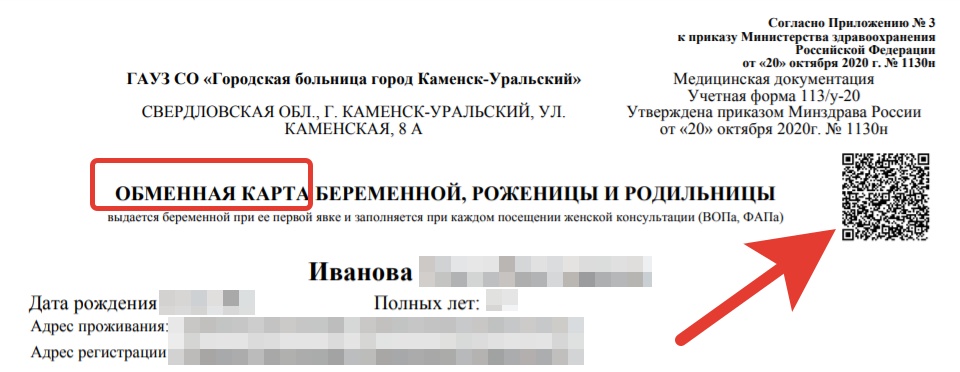 Согласно Приложению № 3
к приказу Министерства здравоохранения
Российской Федерации
от «20» октября 2020 г. № 1130н
ГАУЗ СО «Городская больница город Каменск-Уральский»
Медицинская документация
Учетная форма 113/у-20
СВЕРДЛОВСКАЯ ОБЛ., Г. КАМЕНСК-УРАЛЬСКИЙ, УЛ.
КАМЕНСКАЯ, 8 А
Утверждена приказом Минздрава России
от «20» октября 2020г. № 1130н
ОБМЕННАЯ КАРТА БЕРЕМЕННОЙ, РОЖЕНИЦЫ И РОДИЛЬНИЦЫ
выдается беременной при ее первой явке и заполняется при каждом посещении женской консультации (ВОПа, ФАПа)
Иванова
Дата рождения
Полных лет:
Адрес проживания:
Адрес регистрации